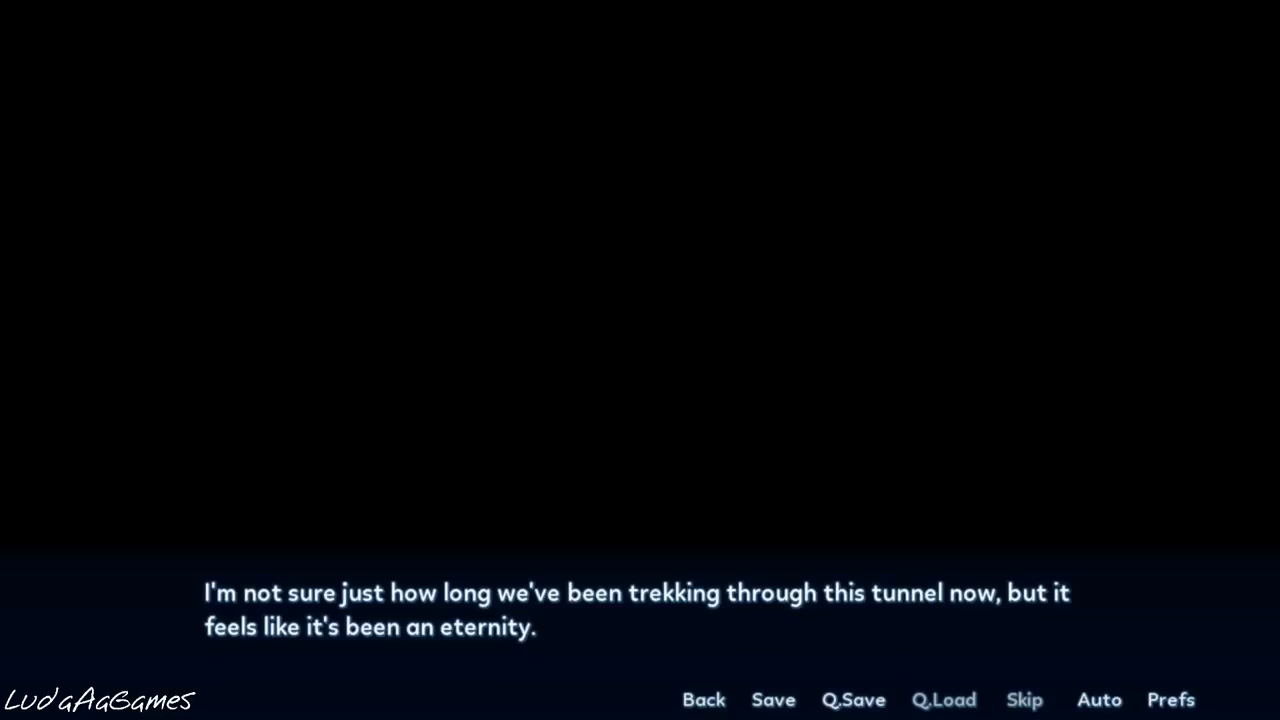 I'm not sure just how long we've been trekking through this tunnel now, but it
feels like it's been an eternity.
LudaAaGames
Back Save Q.Save Q.Load Skip Auto Prefs